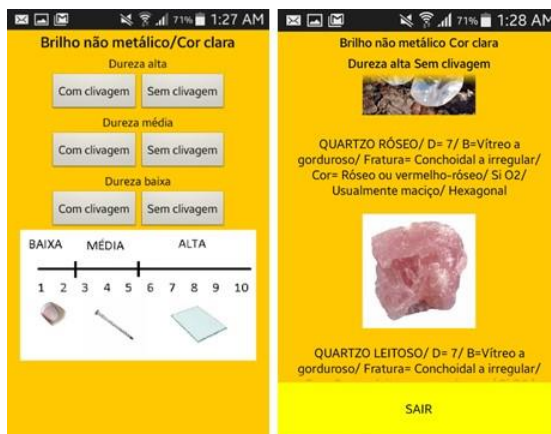 71% 1:27 AM
Brilho não metálico/Cor clara
Dureza alta
Com clivagem Sem clivagem
Dureza média
Com clivagem Sem clivagem
Dureza baixa
Com clivagem Sem clivagem
BAIXA MÉDIA ALTA
1 2 3 4 5 6 7 8 9 10
71% 1:28 AM
Brilho não metálico Cor clara
Dureza alta Sem clivagem
QUARTZO RÓSEO/ D= 7/ B=Vítreo a
gorduroso/ Fratura= Conchoidal a irregular/
Cor= Róseo ou vermelho-róseo/ Si O2/
Usualmente maciço/ Hexagonal
QUARTZO LEITOSO/ D= 7/ B=Vítreo a
gorduroso/ Fratura= Conchoidal a irregular/
SAIR